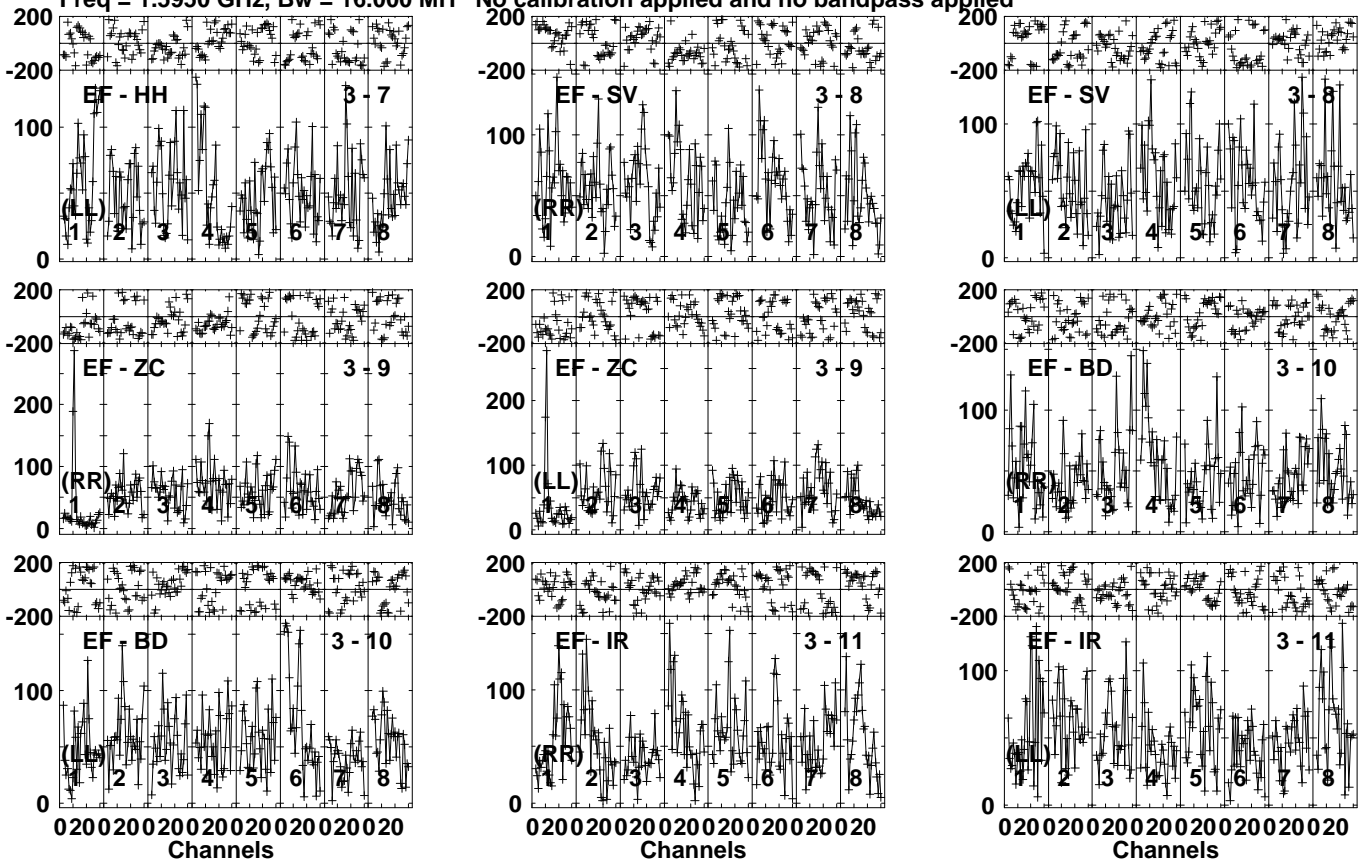 Freq = 1.5950 GHz, Bw = 16.000 MH No calibration applied and no bandpass applied
200 200 200
-200 -200 -200
EF - HH 3 - 7 EF - SV 3 - 8 EF - SV 3 - 8
100 100 100
(LL) (RR) (LL)
1 2 3 4 5 6 7 8 1 2 3 4 5 6 7 8 1 2 3 4 5 6 7 8
0 0 0
200 200 200
-200 -200 -200
EF - ZC 3 - 9 EF - ZC 3 - 9 EF - BD 3 - 10
200 200 100
100 100
(RR) (LL) (RR)
1 2 3 4 5 6 7 8 1 2 3 4 5 6 7 8 1 2 3 4 5 6 7 8
0 0 0
200 200 200
-200 -200 -200
EF - BD 3 - 10 EF - IR 3 - 11 EF - IR 3 - 11
100 100 100
(LL) (RR) (LL)
1 2 3 4 5 6 7 8 1 2 3 4 5 6 7 8 1 2 3 4 5 6 7 8
0 0 0
0 20 0 20 0 20 0 20 0 20 0 20 0 20 0 20 0 20 0 20 0 20 0 20 0 20 0 20 0 20 0 20 0 20 0 20 0 20 0 20 0 20 0 20 0 20 0 20
Channels Channels Channels